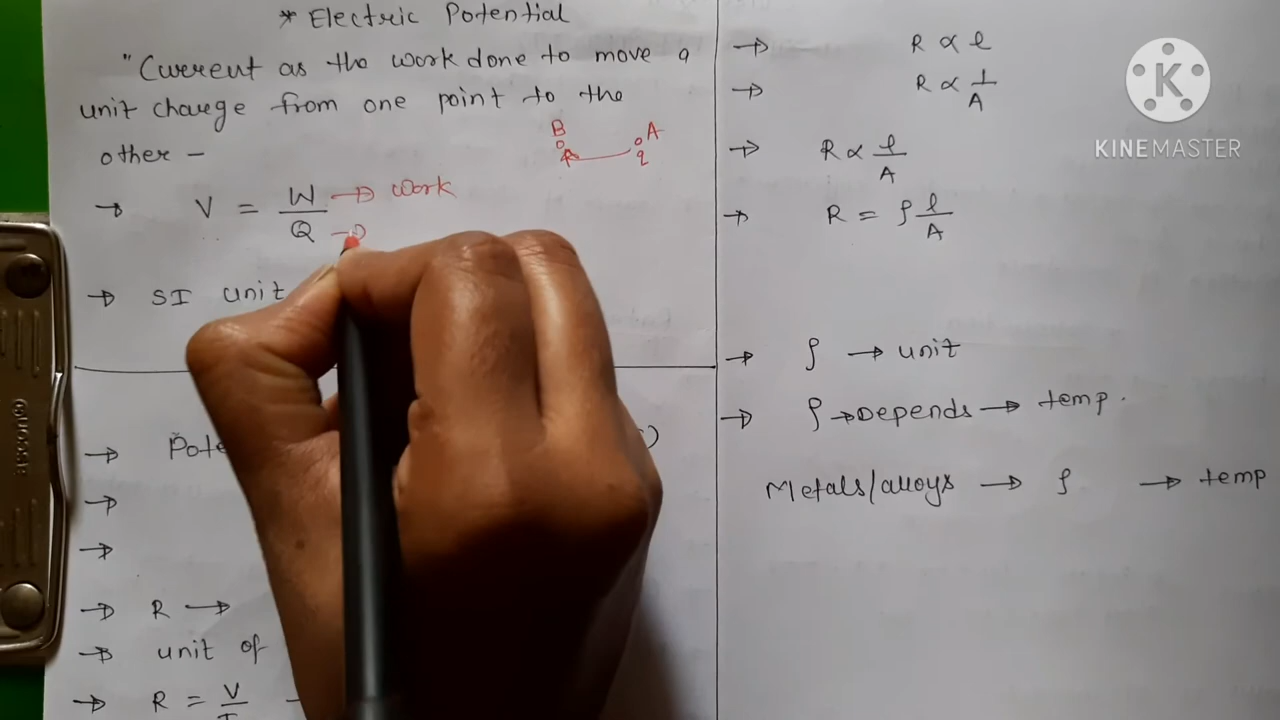 * Electric Potential
"Current as the work done to move a
unit charge from one point to the
other -
B A
q
→ V = W/Q → work
→
→ SI unit
→ Pote
→
→
→ R →
→ unit of
→ R = V/I
→ R ∝ l
→ R ∝ 1/A
→ R ∝ l/A
→ R = ρ l/A
→ ρ → unit
→ ρ → Depends → temp.
Metals/alloys → ρ → temp
K
KINEMASTER